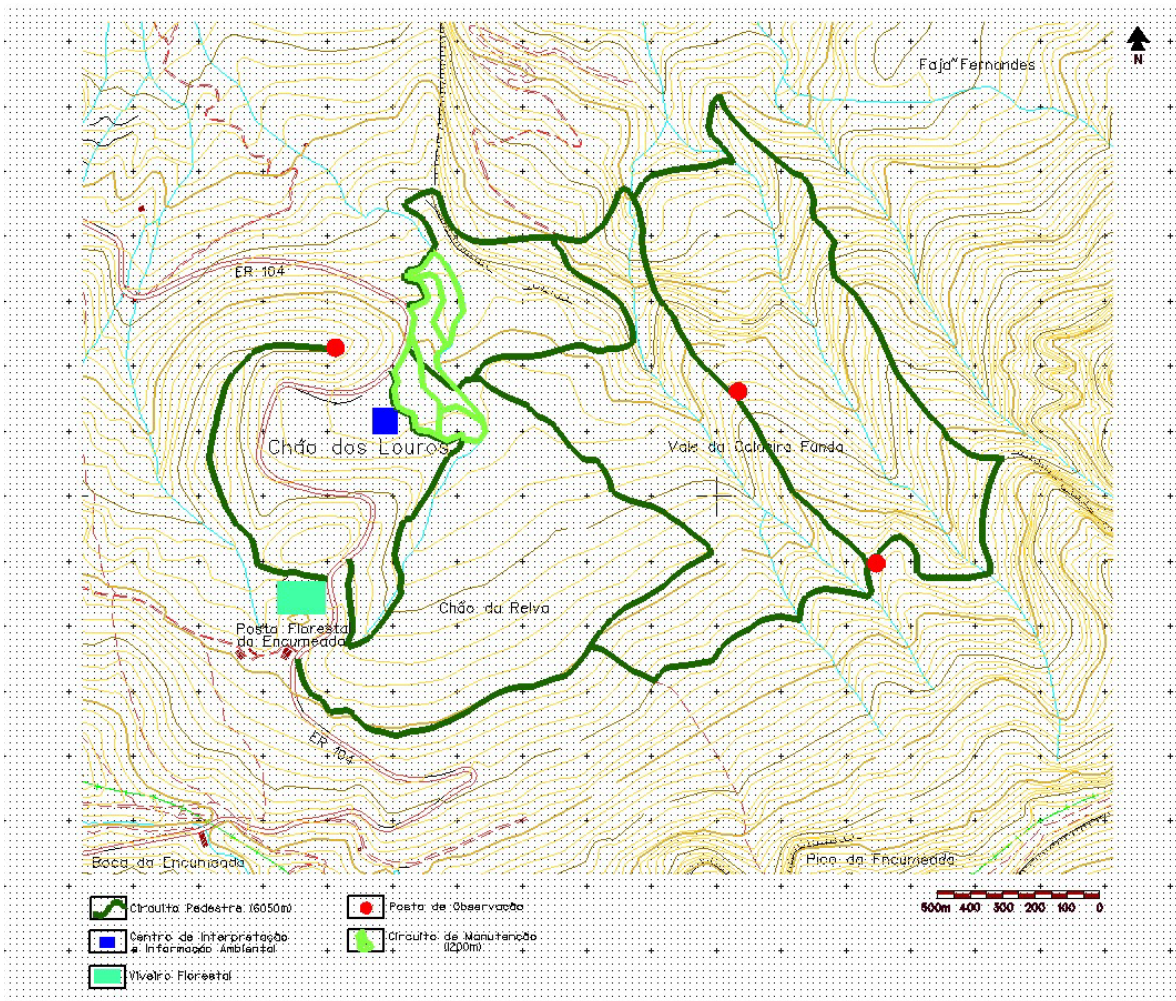 N
Faja~ Fernandes
ER 104
Chão dos Louros
Vale da Caldeira Funda
Chão da Relva
Posto Florestal
da Encumeada
ER 104
Boca da Encumeada
Pico da Encumeada
Circuito Pedestre (6050m)
Posto de Observação
500m 400 300 200 100 0
Centro de Interpretação
e Informação Ambiental
Circuito de Manutenção
(1200m)
Viveiro Florestal